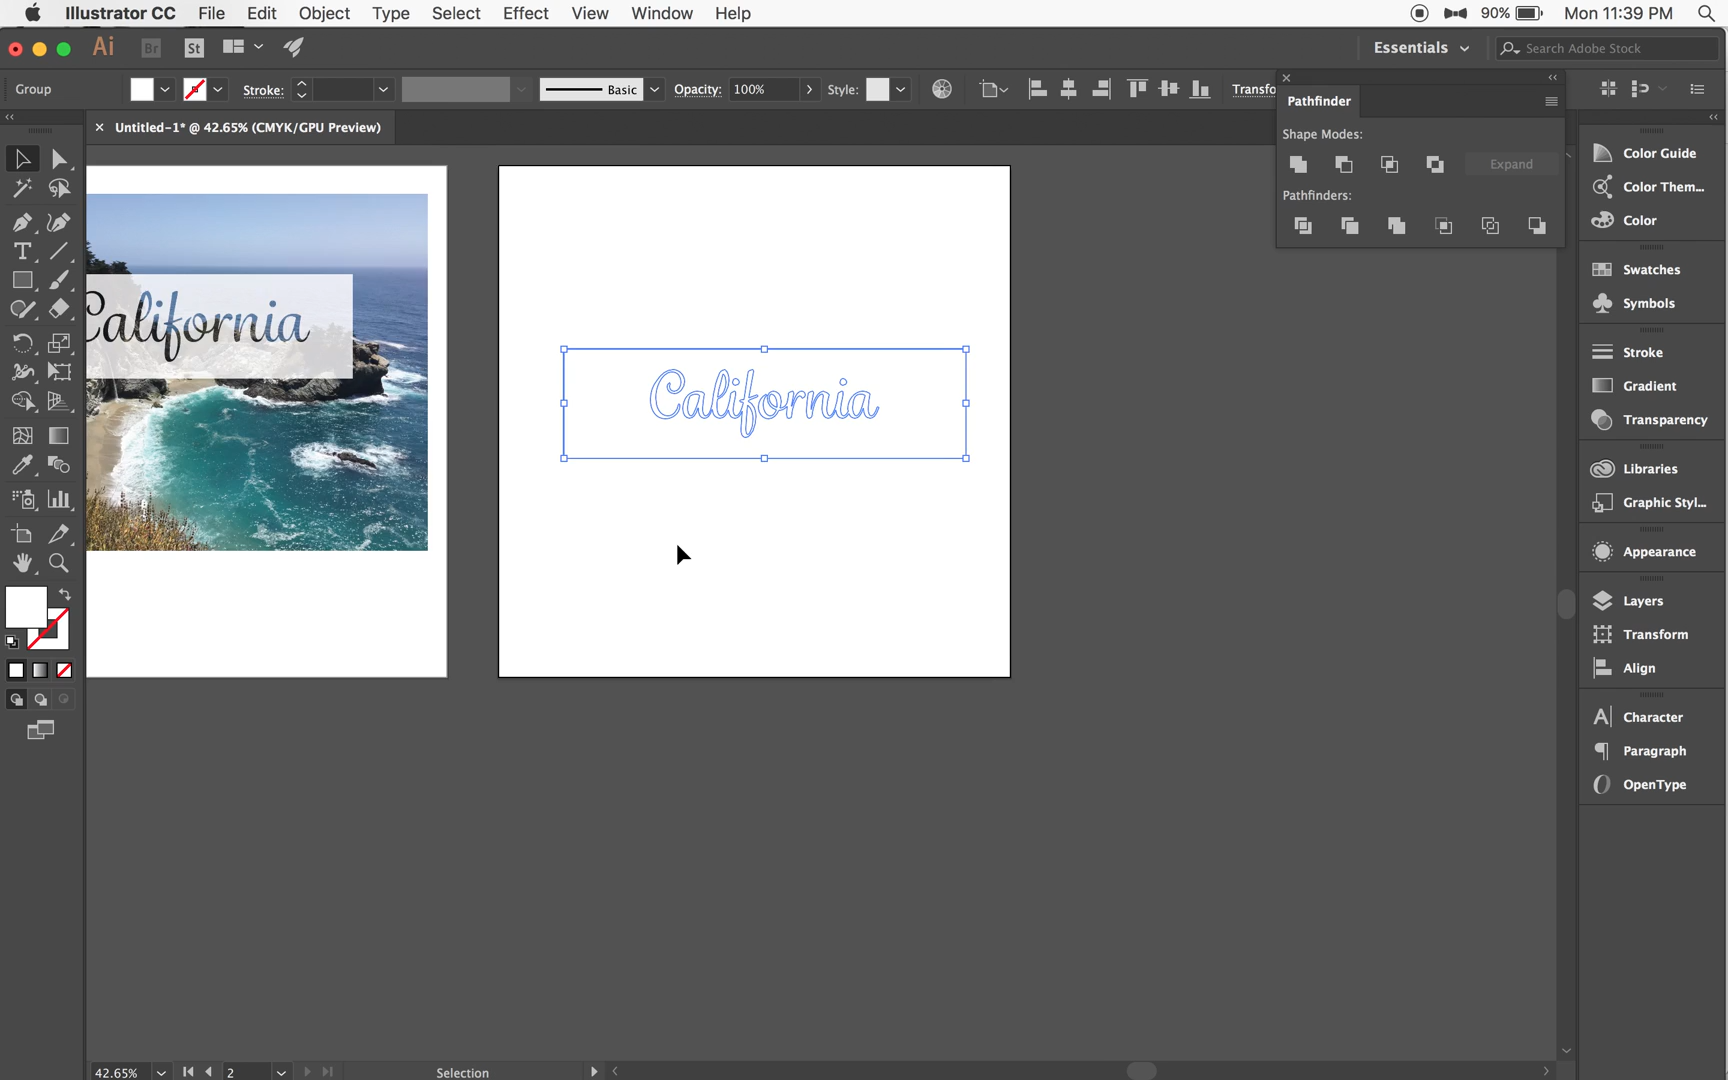 Illustrator CC File Edit Object Type Select Effect View Window Help 90% Mon 11:39 PM
Ai Br St Essentials Search Adobe Stock
Group Stroke: Basic Opacity: 100% Style: Transfo
Untitled-1* @ 42.65% (CMYK/GPU Preview)
Pathfinder
Shape Modes:
Expand
Pathfinders:
Color Guide
Color Them...
Color
Swatches
Symbols
Stroke
Gradient
Transparency
Libraries
Graphic Styl...
Appearance
Layers
Transform
Align
Character
Paragraph
OpenType
California
California
42.65% 2 Selection